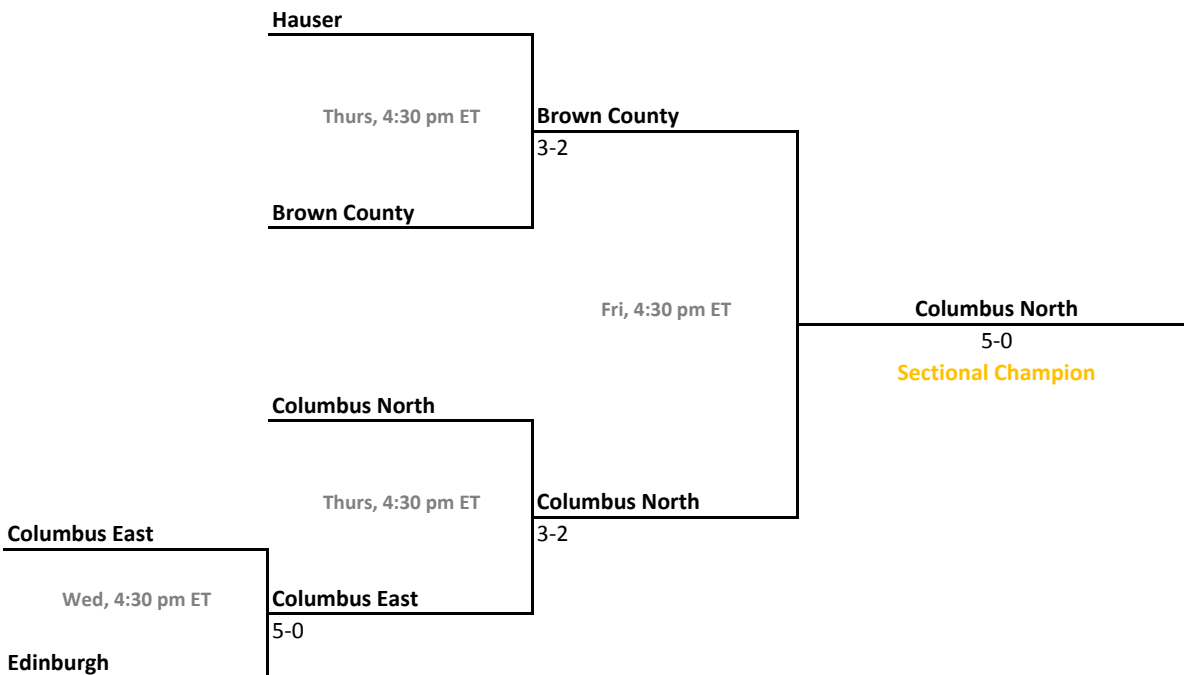 Hauser
Thurs, 4:30 pm ET
Brown County
3-2
Brown County
Fri, 4:30 pm ET
Columbus North
5-0
Sectional Champion
Columbus North
Thurs, 4:30 pm ET
Columbus North
3-2
Columbus East
Wed, 4:30 pm ET
Columbus East
5-0
Edinburgh